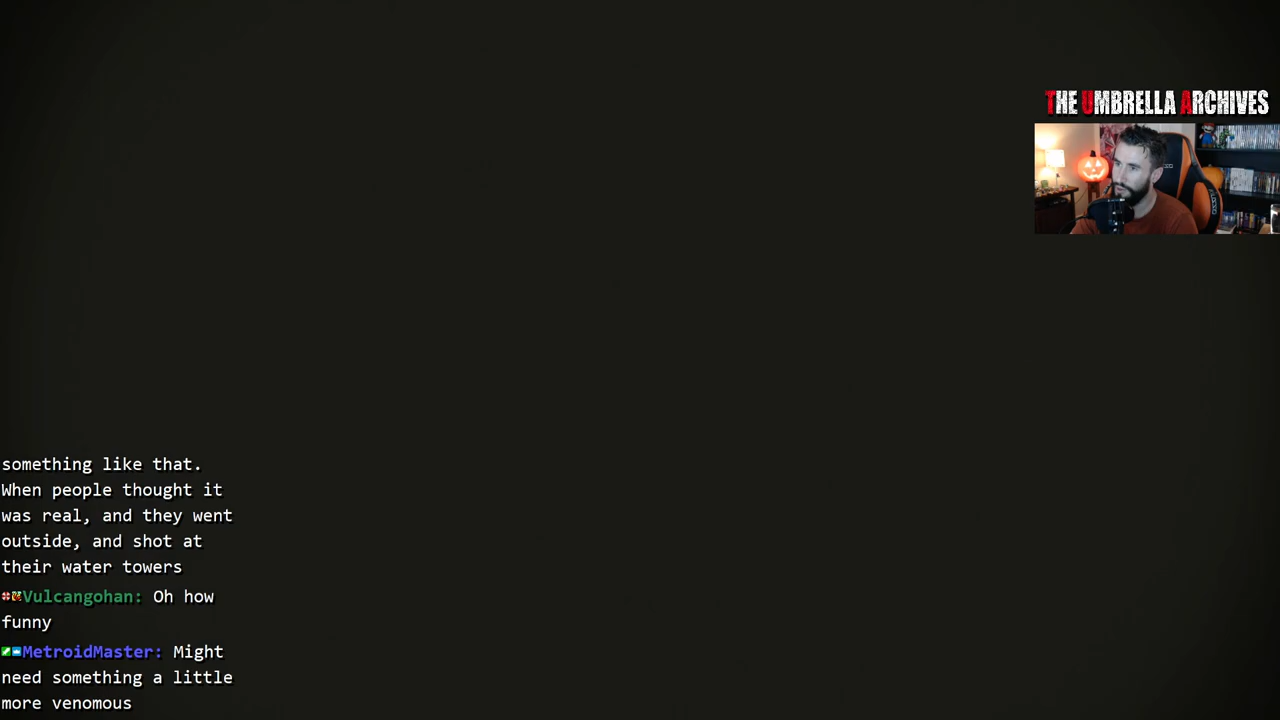 THE UMBRELLA ARCHIVES
something like that.
When people thought it
was real, and they went
outside, and shot at
their water towers
Vulcangohan: Oh how
funny
MetroidMaster: Might
need something a little
more venomous